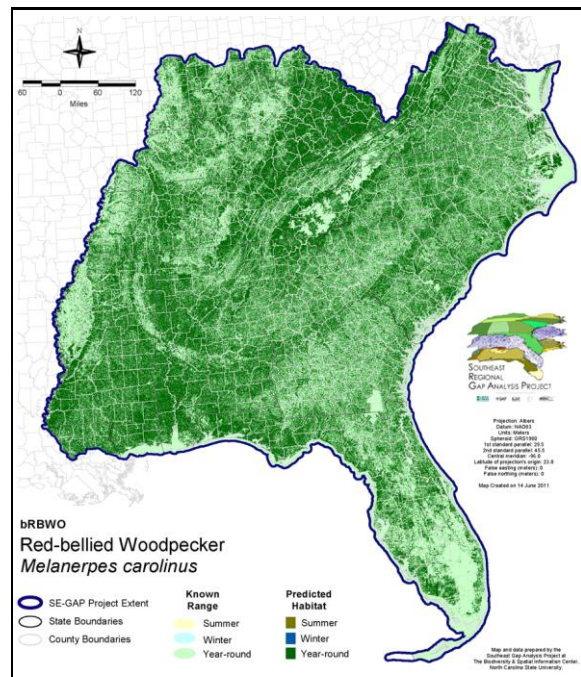 N
60 0 60 120
Miles
SOUTHEAST
REGIONAL
GAP ANALYSIS PROJECT
Projection: Albers
Datum: NAD83
Units: Meters
Spheroid: GRS1980
1st standard parallel: 29.5
2nd standard parallel: 45.5
Central meridian: -96.0
Latitude of projection's origin: 23.0
False easting (meters): 0
False northing (meters): 0
Map Created on 14 June 2011
bRBWO
Red-bellied Woodpecker
Melanerpes carolinus
SE-GAP Project Extent
State Boundaries
County Boundaries
Known
Range
Summer
Winter
Year-round
Predicted
Habitat
Summer
Winter
Year-round
Map and data prepared by the
Southeast Gap Analysis Project at
The Biodiversity & Spatial Information Center,
North Carolina State University.